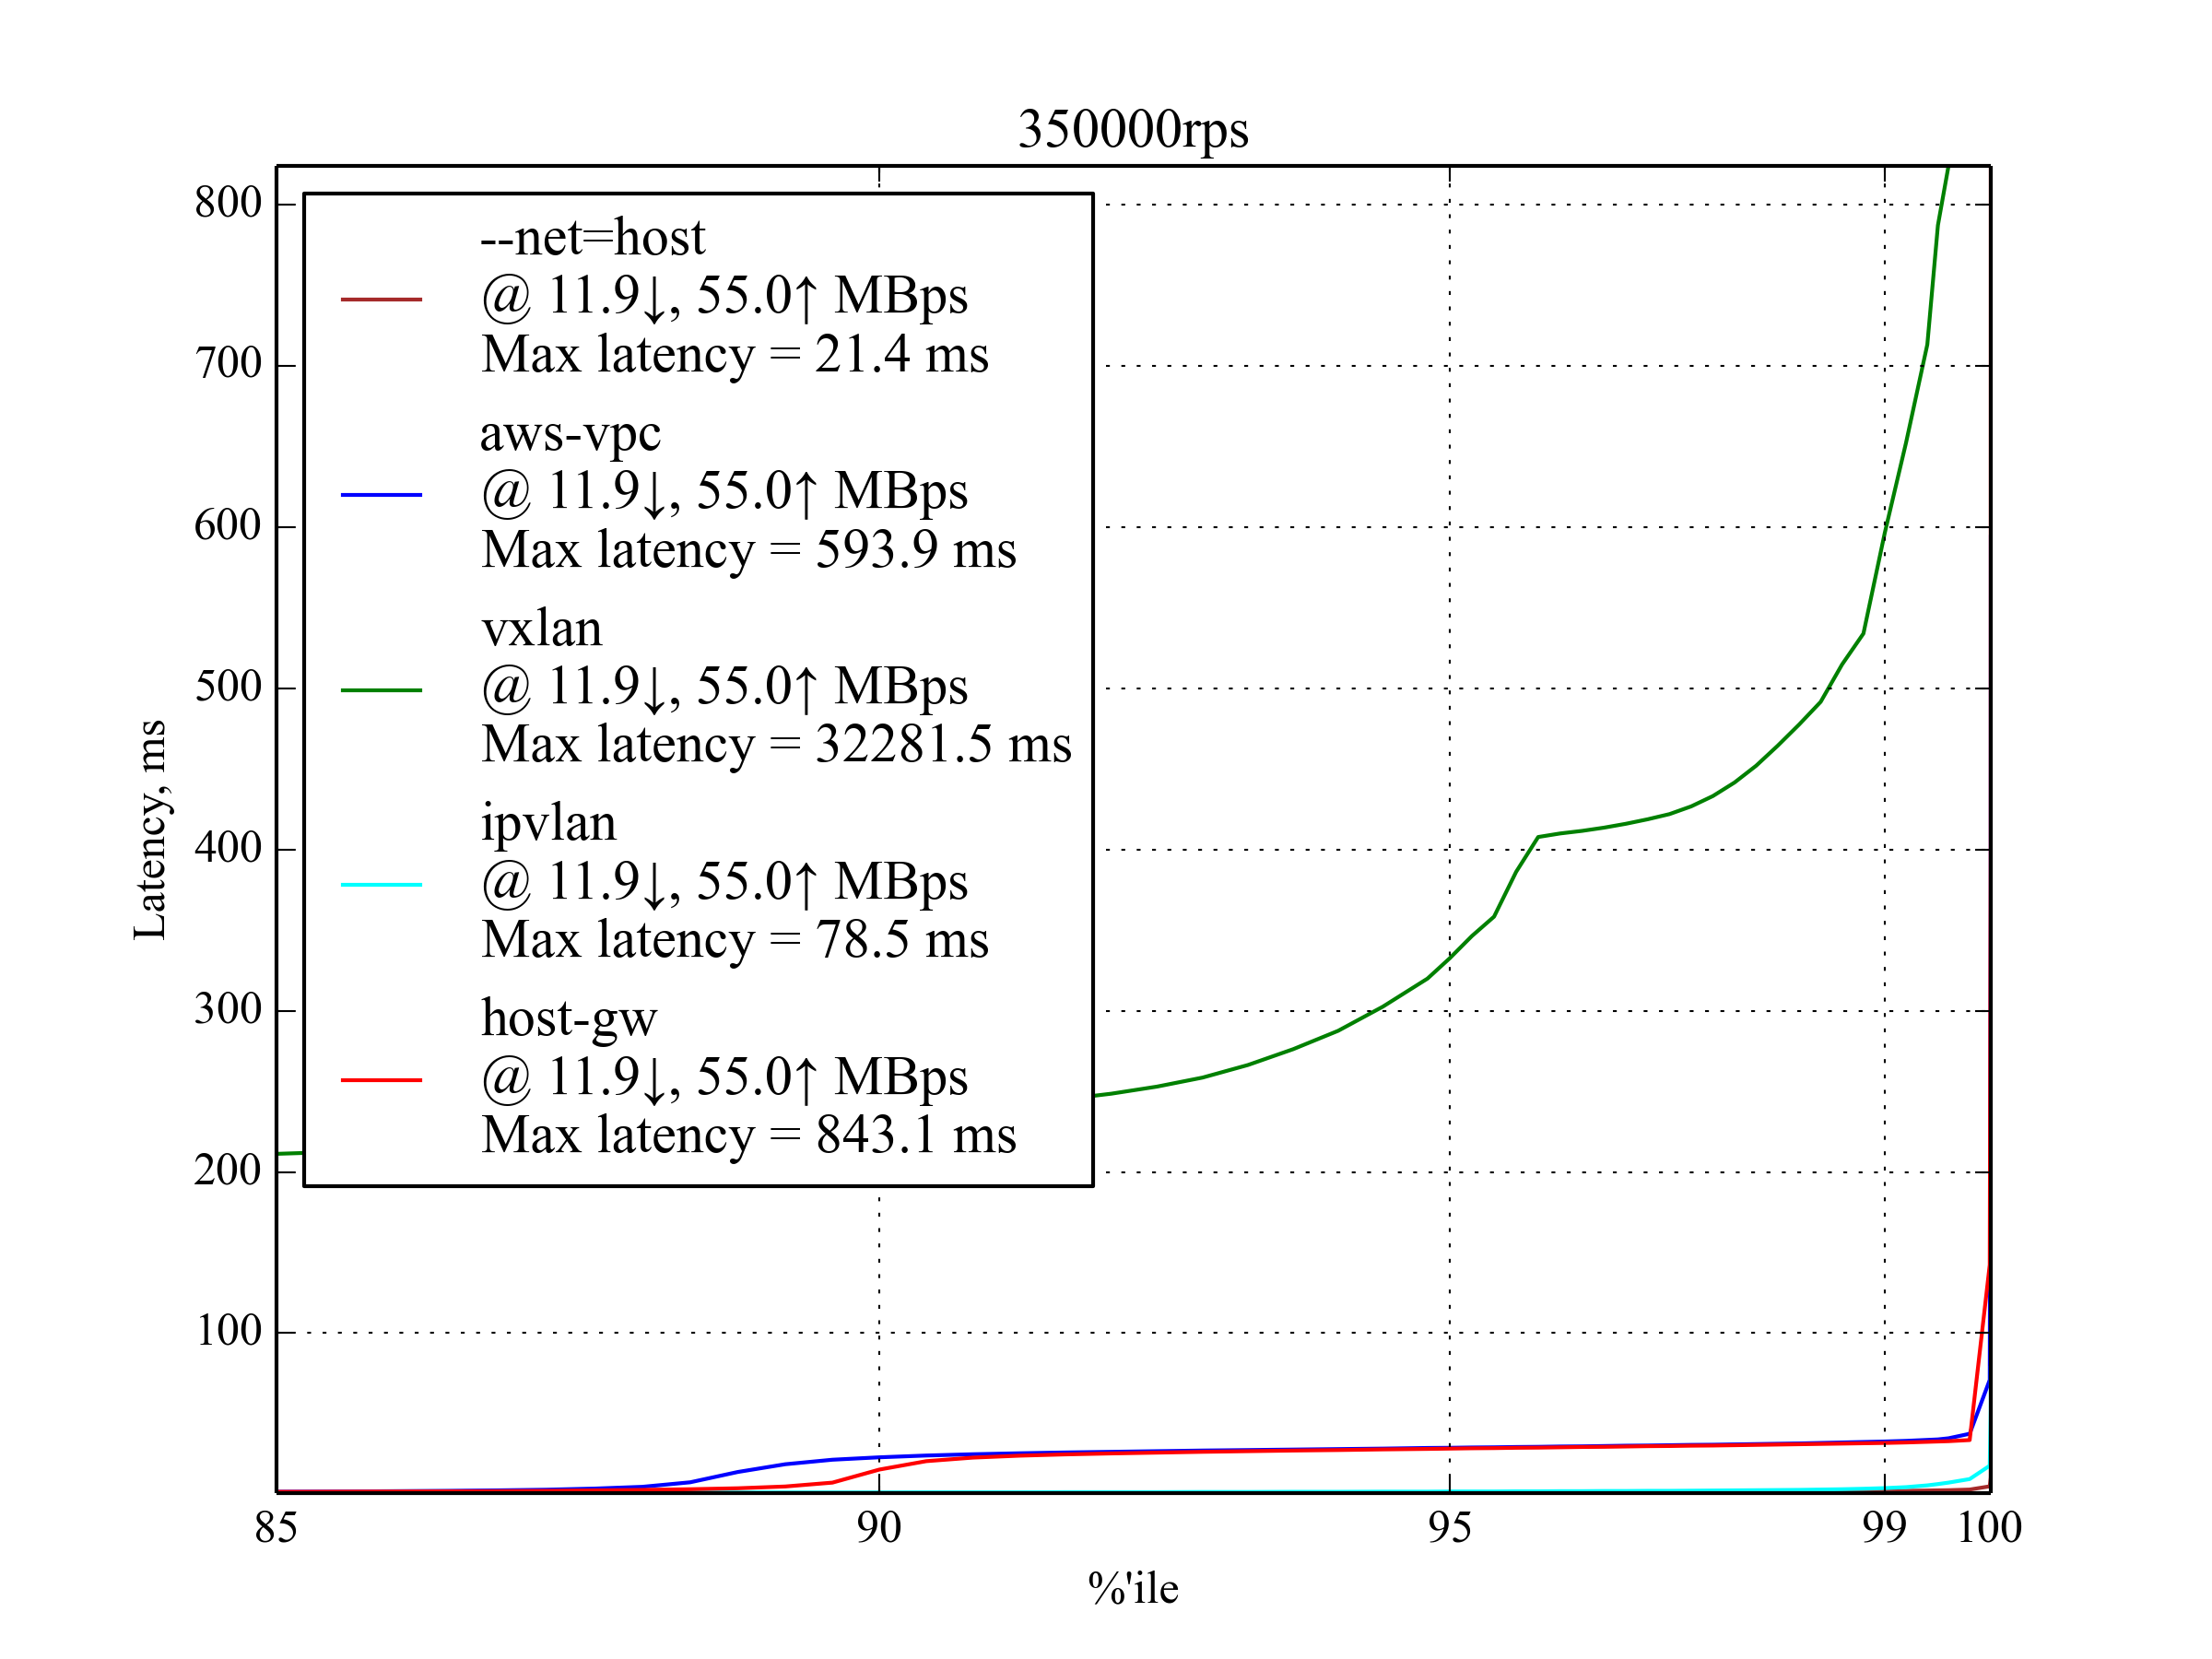 350000rps
800
700
600
500
400
300
200
100
Latency, ms
--net=host
@ 11.9↓, 55.0↑ MBps
Max latency = 21.4 ms
aws-vpc
@ 11.9↓, 55.0↑ MBps
Max latency = 593.9 ms
vxlan
@ 11.9↓, 55.0↑ MBps
Max latency = 32281.5 ms
ipvlan
@ 11.9↓, 55.0↑ MBps
Max latency = 78.5 ms
host-gw
@ 11.9↓, 55.0↑ MBps
Max latency = 843.1 ms
85 90 95 99 100
%'ile